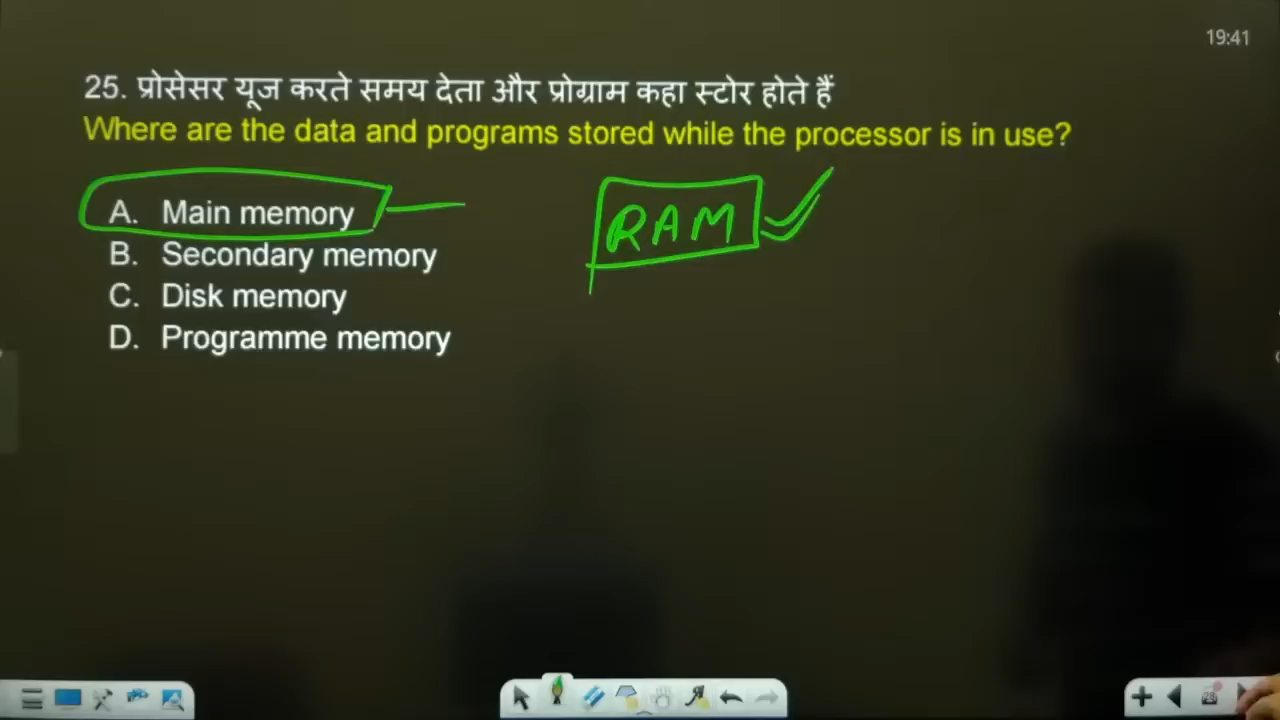 19:41
25. प्रोसेसर यूज करते समय देता और प्रोग्राम कहा स्टोर होते हैं
Where are the data and programs stored while the processor is in use?
A. Main memory
RAM
B. Secondary memory
C. Disk memory
D. Programme memory
28